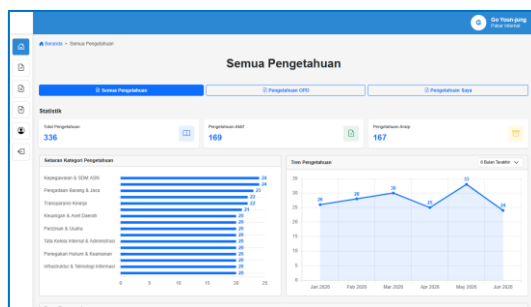 G
Go Youn-jung
Pakar Internal
Beranda > Semua Pengetahuan
Semua Pengetahuan
Semua Pengetahuan
Pengetahuan OPD
Pengetahuan Saya
Statistik
Total Pengetahuan
336
Pengetahuan Aktif
169
Pengetahuan Arsip
167
Sebaran Kategori Pengetahuan
Kepegawaian & SDM ASN
Pengadaan Barang & Jasa
Transparansi Kinerja
Keuangan & Aset Daerah
Perizinan & Usaha
Tata Kelola Internal & Administrasi
Penegakan Hukum & Keamanan
Infrastruktur & Teknologi Informasi
24
24
23
22
22
21
20
20
20
20
20
20
20
20
20
0 5 10 15 20 25
Tren Pengetahuan
6 Bulan Terakhir
35
30
25
20
15
10
5
0
26
28
30
25
33
24
Jan 2026 Feb 2026 Mar 2026 Apr 2026 May 2026 Jun 2026